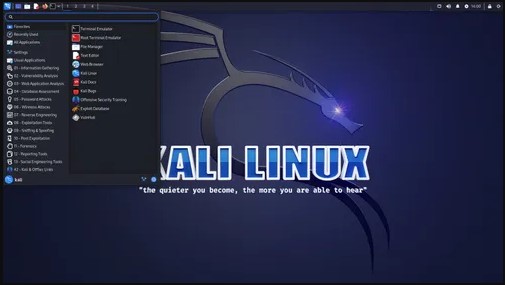 1 2 3 4
14:00
Favorites
Recently Used
All Applications
Settings
Usual Applications
01 - Information Gathering
02 - Vulnerability Analysis
03 - Web Application Analysis
04 - Database Assessment
05 - Password Attacks
06 - Wireless Attacks
07 - Reverse Engineering
08 - Exploitation Tools
09 - Sniffing & Spoofing
10 - Post Exploitation
11 - Forensics
12 - Reporting Tools
13 - Social Engineering Tools
42 - Kali & OffSec Links
kali
Terminal Emulator
Root Terminal Emulator
File Manager
Text Editor
Web Browser
Kali Linux
Kali Docs
Kali Bugs
Offensive Security Training
Exploit Database
VulnHub
KALI LINUX
"the quieter you become, the more you are able to hear"